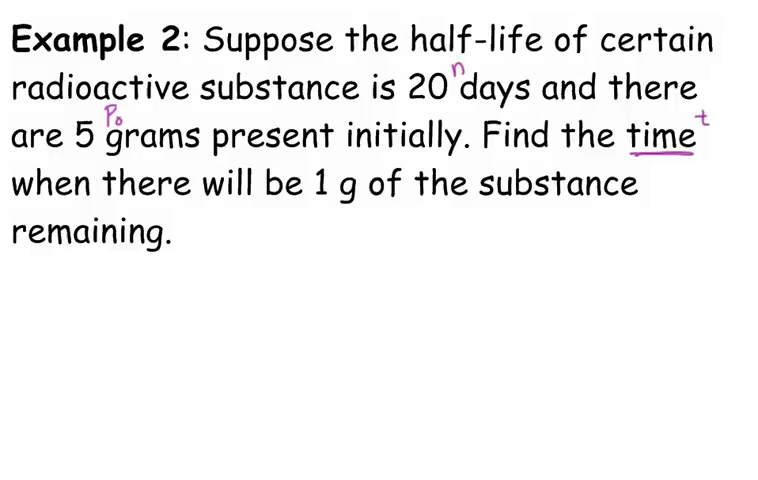 Example 2: Suppose the half-life of certain
n
radioactive substance is 20 days and there
P₀
t
are 5 grams present initially. Find the time
when there will be 1 g of the substance
remaining.